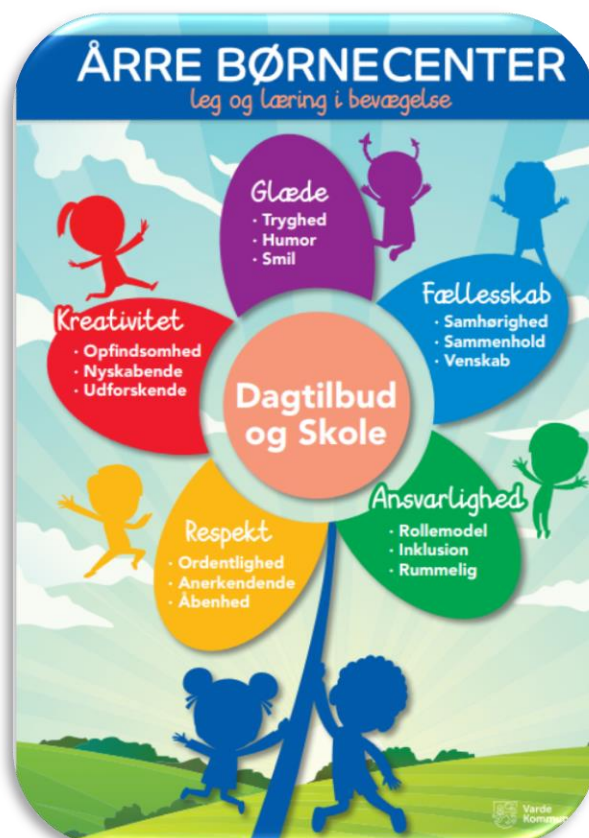 ÅRRE BØRNECENTER
leg og læring i bevægelse
Glæde
· Tryghed
· Humor
· Smil
Fællesskab
· Samhørighed
· Sammenhold
· Venskab
Kreativitet
· Opfindsomhed
· Nyskabende
· Udforskende
Dagtilbud
og Skole
Ansvarlighed
· Rollemodel
· Inklusion
· Rummelig
Respekt
· Ordentlighed
· Anerkendende
· Åbenhed
Varde
Kommun